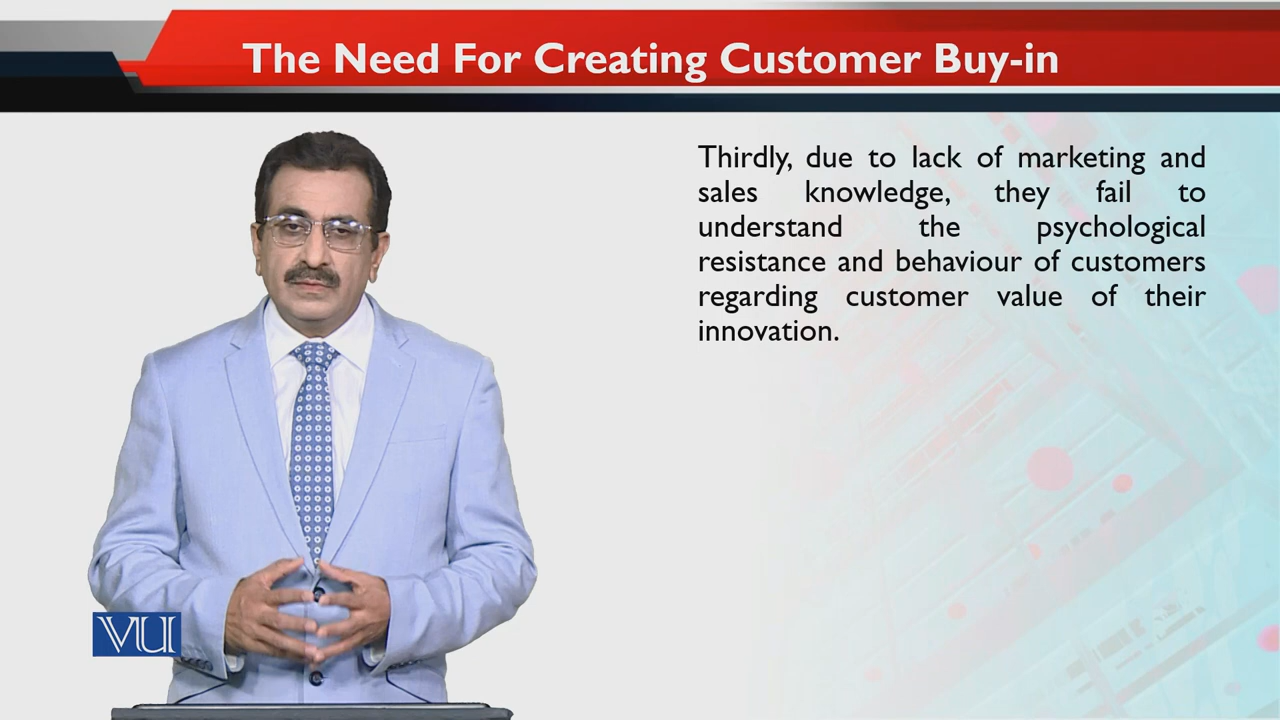 The Need For Creating Customer Buy-in
Thirdly, due to lack of marketing and
sales knowledge, they fail to
understand the psychological
resistance and behaviour of customers
regarding customer value of their
innovation.
VU